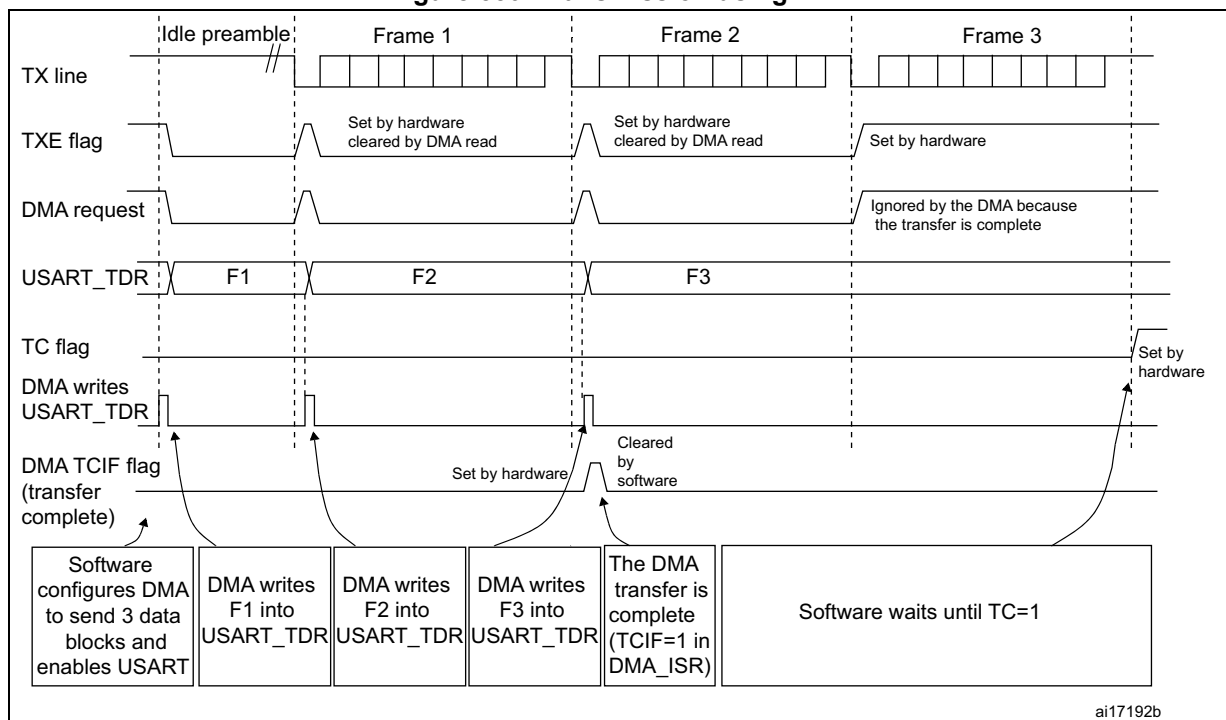 Idle preamble
Frame 1
Frame 2
Frame 3
TX line
TXE flag
Set by hardware
cleared by DMA read
Set by hardware
cleared by DMA read
Set by hardware
DMA request
Ignored by the DMA because
the transfer is complete
USART_TDR
F1
F2
F3
TC flag
Set by
hardware
DMA writes
USART_TDR
DMA TCIF flag
(transfer
complete)
Set by hardware
Cleared
by
software
Software
configures DMA
to send 3 data
blocks and
enables USART
DMA writes
F1 into
USART_TDR
DMA writes
F2 into
USART_TDR
DMA writes
F3 into
USART_TDR
The DMA
transfer is
complete
(TCIF=1 in
DMA_ISR)
Software waits until TC=1
ai17192b